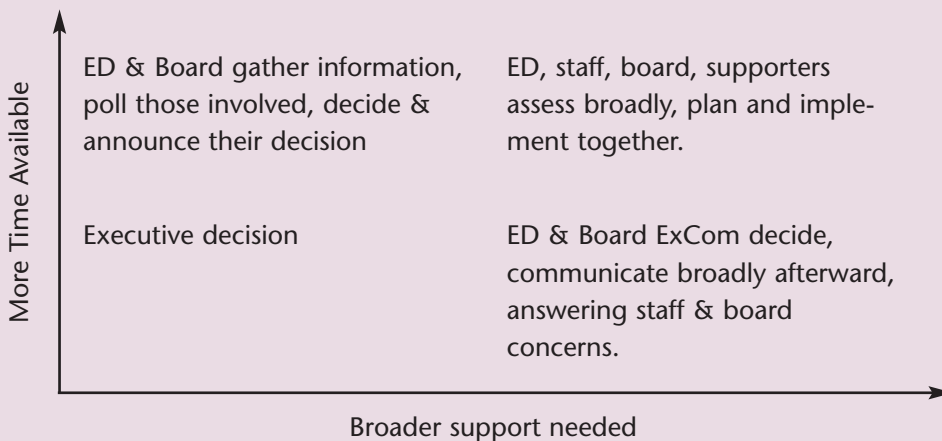 More Time Available
ED & Board gather information,
poll those involved, decide &
announce their decision
ED, staff, board, supporters
assess broadly, plan and imple-
ment together.
Executive decision
ED & Board ExCom decide,
communicate broadly afterward,
answering staff & board
concerns.
Broader support needed